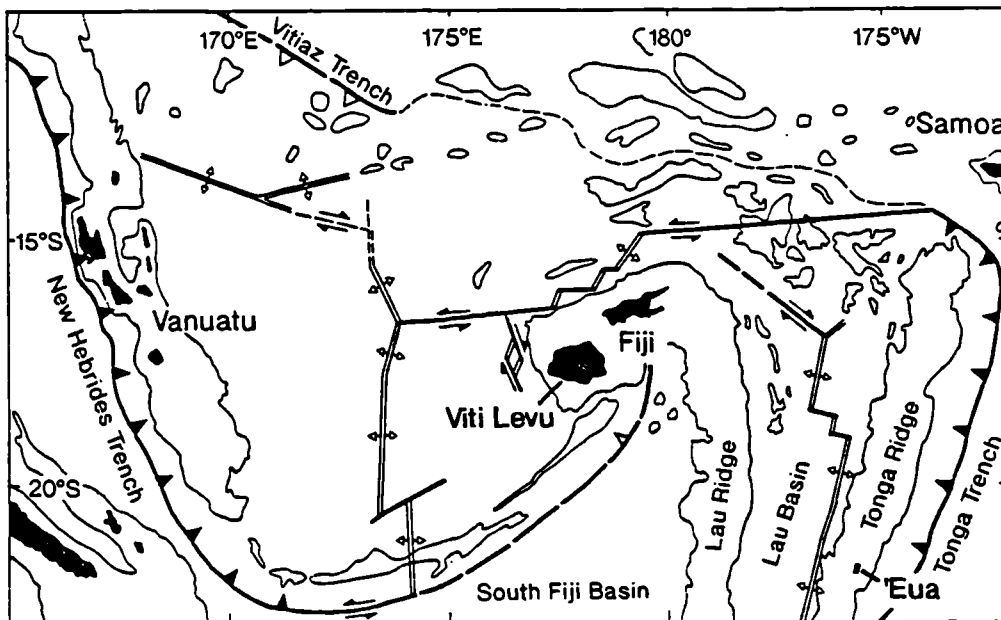 170°E
175°E
180°
175°W
Vitiaz Trench
Samoa
15°S
New Hebrides Trench
Vanuatu
Fiji
Viti Levu
20°S
Lau Ridge
Lau Basin
Tonga Ridge
Tonga Trench
'Eua
South Fiji Basin